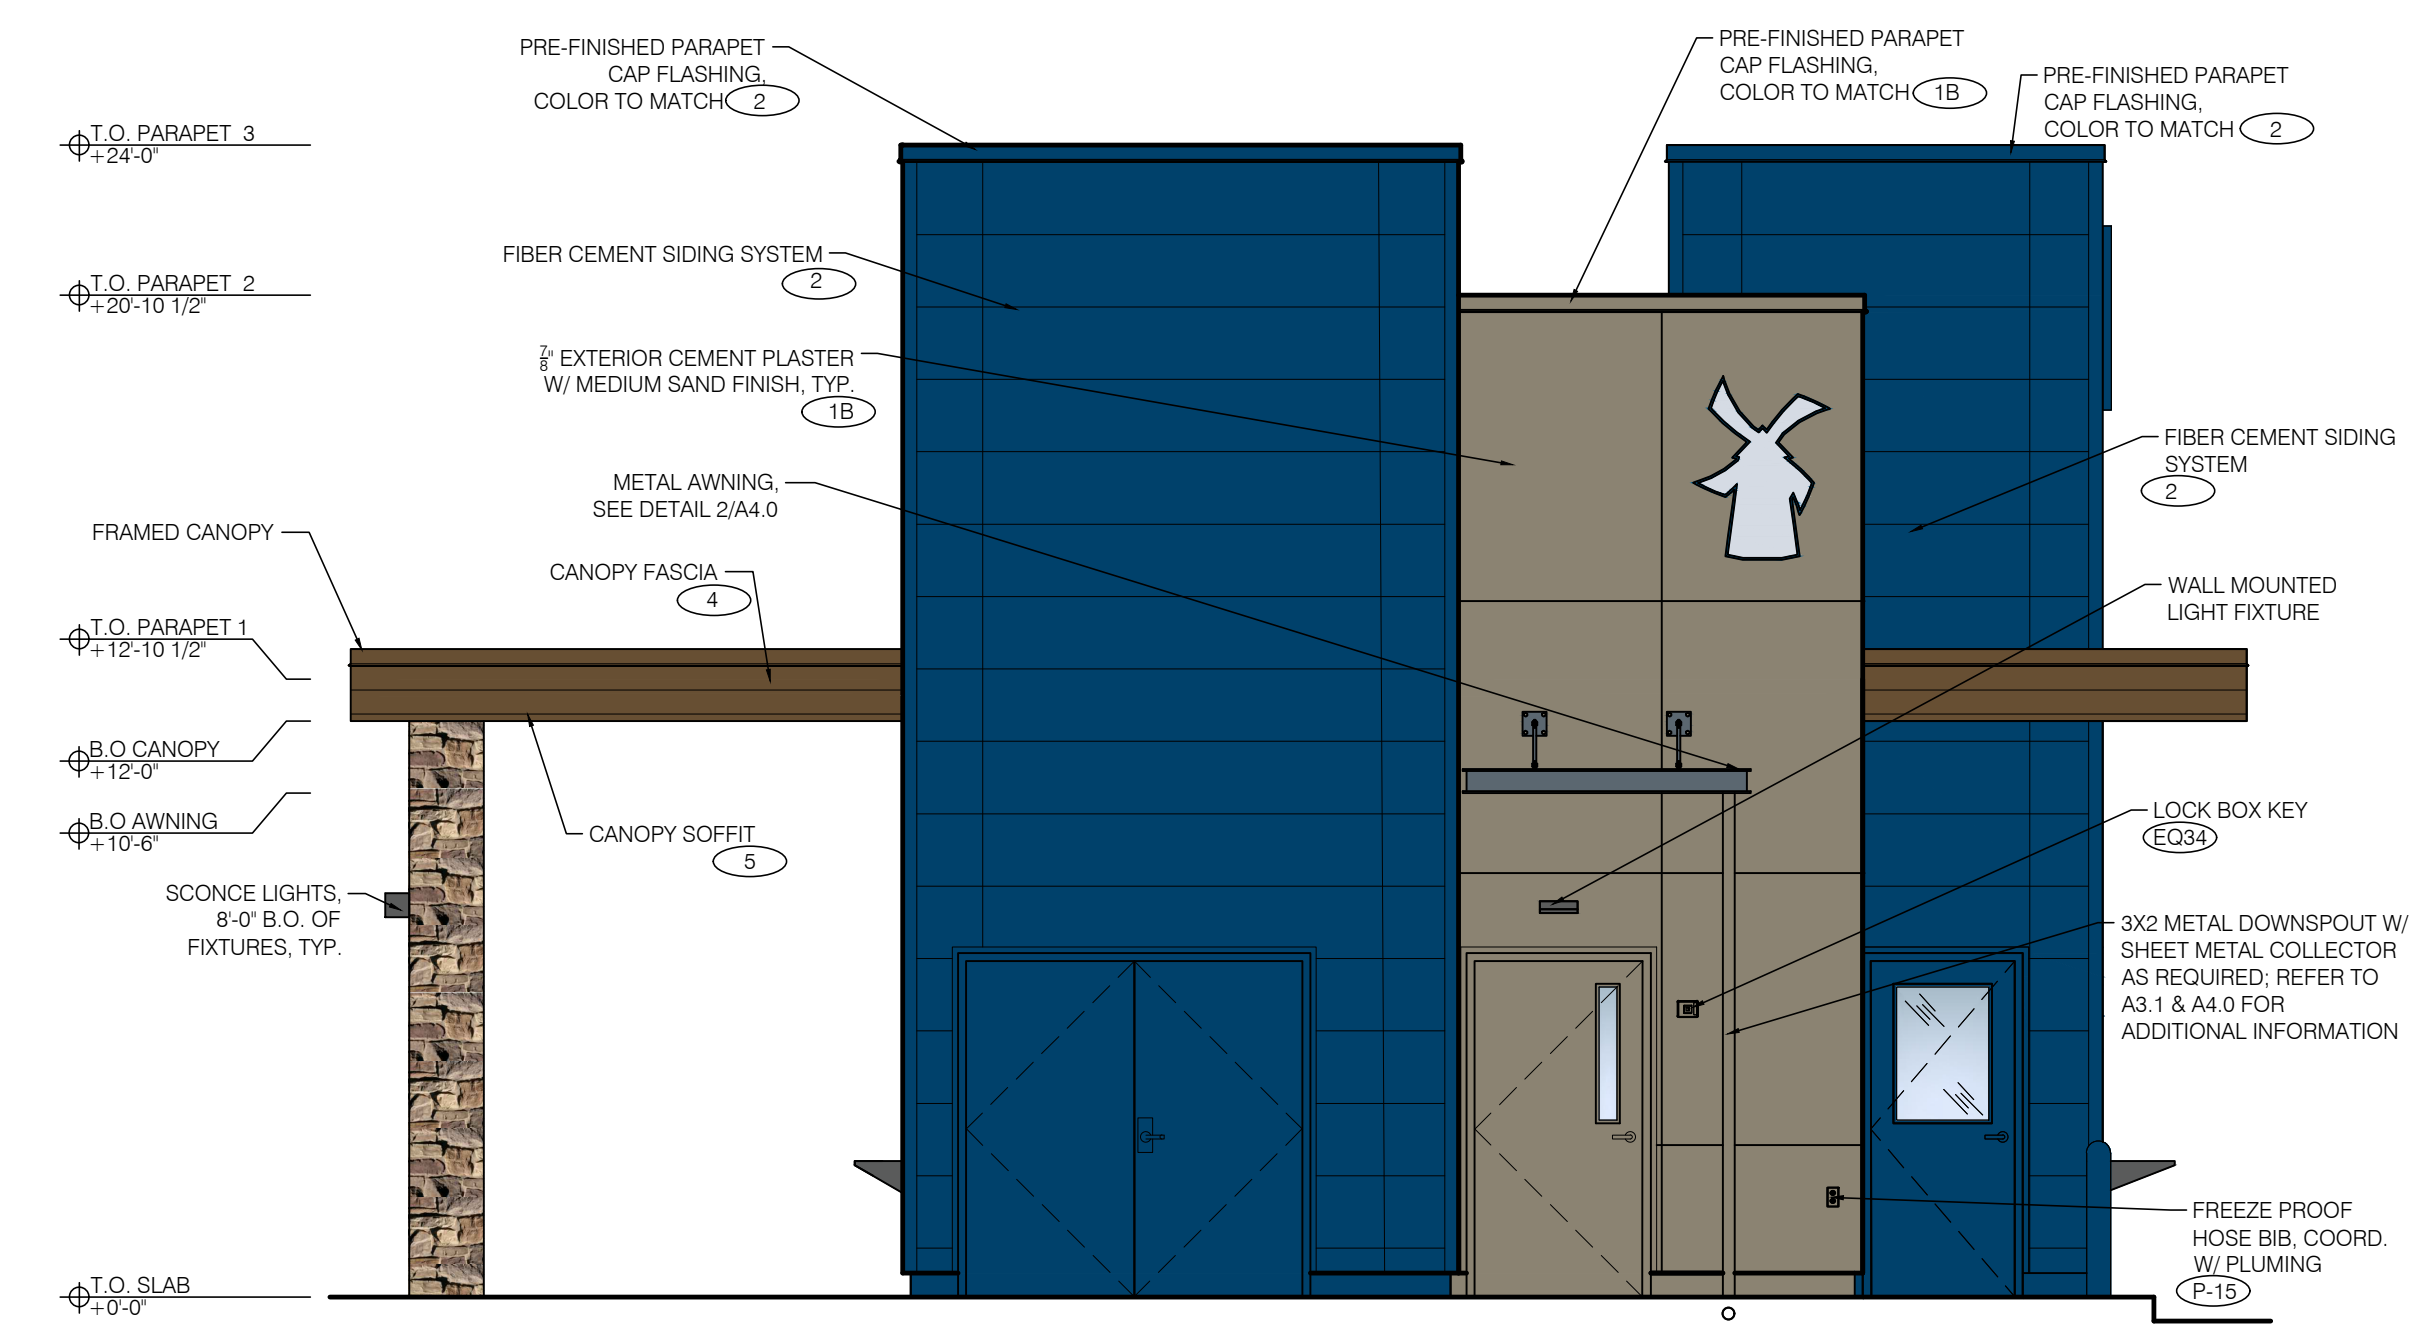 PRE-FINISHED PARAPET
CAP FLASHING,
COLOR TO MATCH 2
PRE-FINISHED PARAPET
CAP FLASHING,
COLOR TO MATCH 1B
PRE-FINISHED PARAPET
CAP FLASHING,
COLOR TO MATCH 2
T.O. PARAPET 3
+24'-0"
FIBER CEMENT SIDING SYSTEM
2
T.O. PARAPET 2
+20'-10 1/2"
7/8" EXTERIOR CEMENT PLASTER
W/ MEDIUM SAND FINISH, TYP.
1B
METAL AWNING,
SEE DETAIL 2/A4.0
FIBER CEMENT SIDING
SYSTEM
2
FRAMED CANOPY
CANOPY FASCIA
4
WALL MOUNTED
LIGHT FIXTURE
T.O. PARAPET 1
+12'-10 1/2"
B.O CANOPY
+12'-0"
B.O AWNING
+10'-6"
CANOPY SOFFIT
5
LOCK BOX KEY
EQ34
SCONCE LIGHTS,
8'-0" B.O. OF
FIXTURES, TYP.
3X2 METAL DOWNSPOUT W/
SHEET METAL COLLECTOR
AS REQUIRED; REFER TO
A3.1 & A4.0 FOR
ADDITIONAL INFORMATION
FREEZE PROOF
HOSE BIB, COORD.
W/ PLUMING
P-15
T.O. SLAB
+0'-0"